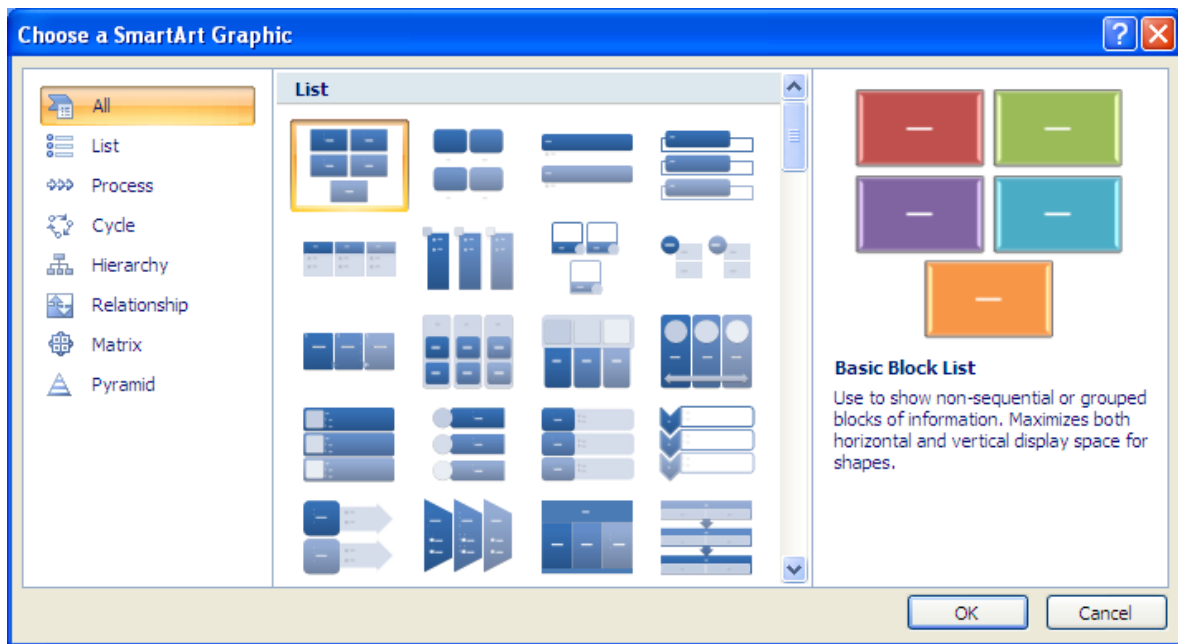 Choose a SmartArt Graphic
All
List
Process
Cycle
Hierarchy
Relationship
Matrix
Pyramid
List
Basic Block List
Use to show non-sequential or grouped
blocks of information. Maximizes both
horizontal and vertical display space for
shapes.
OK
Cancel